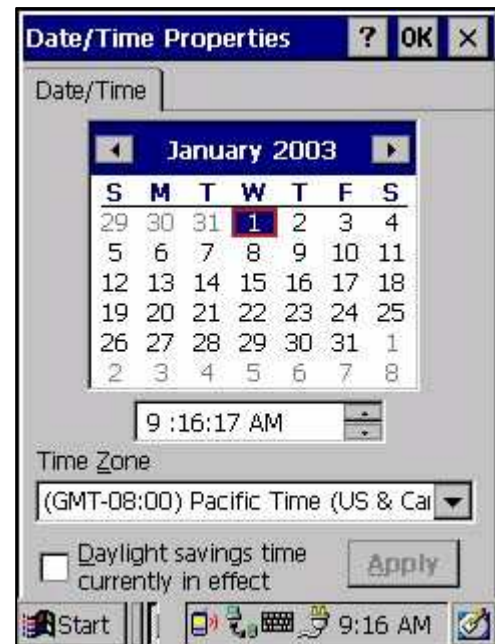 Date/Time Properties ? OK ×
Date/Time
January 2003
S M T W T F S
29 30 31 1 2 3 4
5 6 7 8 9 10 11
12 13 14 15 16 17 18
19 20 21 22 23 24 25
26 27 28 29 30 31 1
2 3 4 5 6 7 8
9 :16:17 AM
Time Zone
(GMT-08:00) Pacific Time (US & Car
Daylight savings time
currently in effect
Apply
Start 9:16 AM